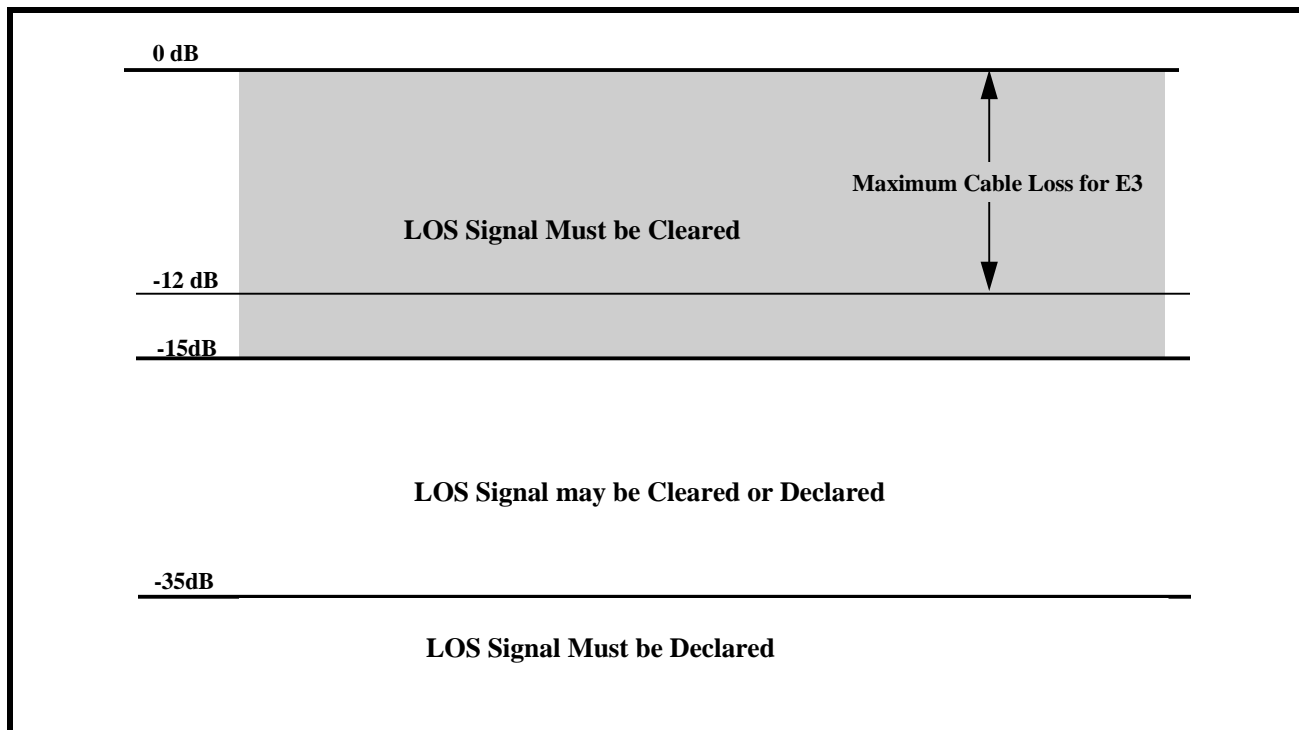 0 dB
Maximum Cable Loss for E3
LOS Signal Must be Cleared
-12 dB
-15dB
LOS Signal may be Cleared or Declared
-35dB
LOS Signal Must be Declared